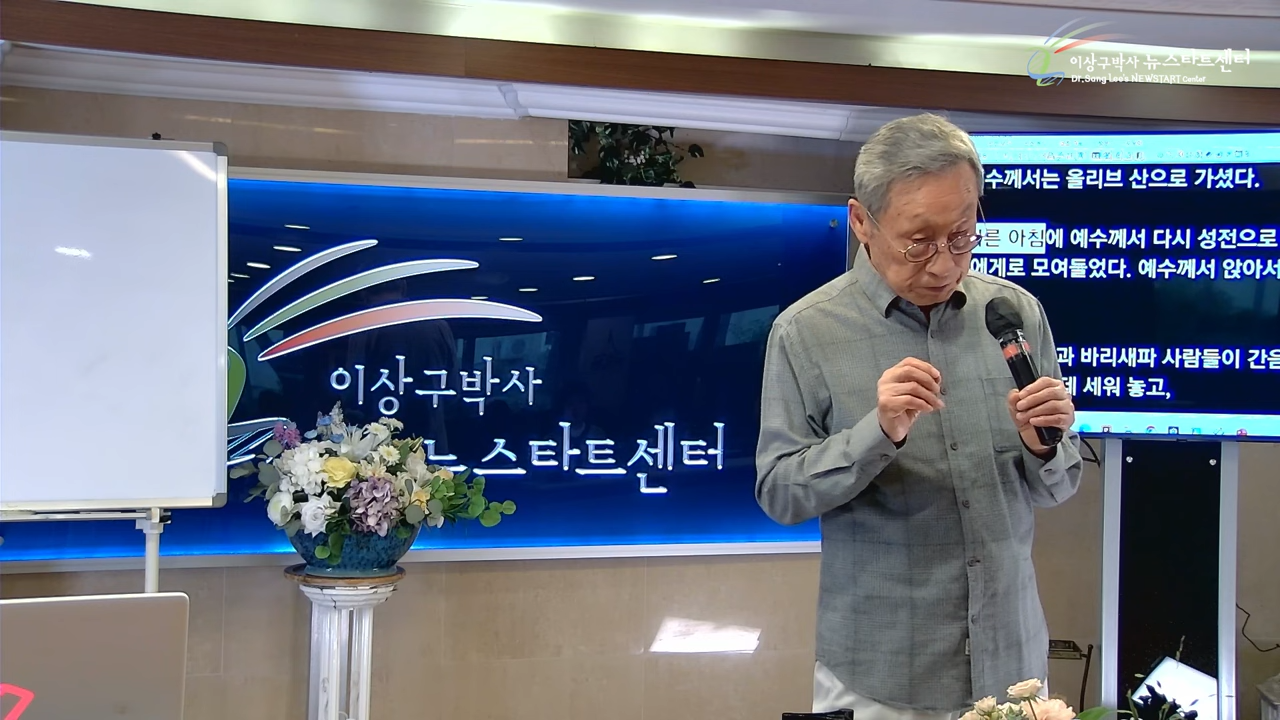 이상구박사 뉴스타트센터
Dr. Sang Lee's NEWSTART Center
수께서는 올리브 산으로 가셨다.
른 아침에 예수께서 다시 성전으로
에게로 모여들었다. 예수께서 앉아서
과 바리새파 사람들이 간음
데 세워 놓고,
이상구박사
뉴스타트센터